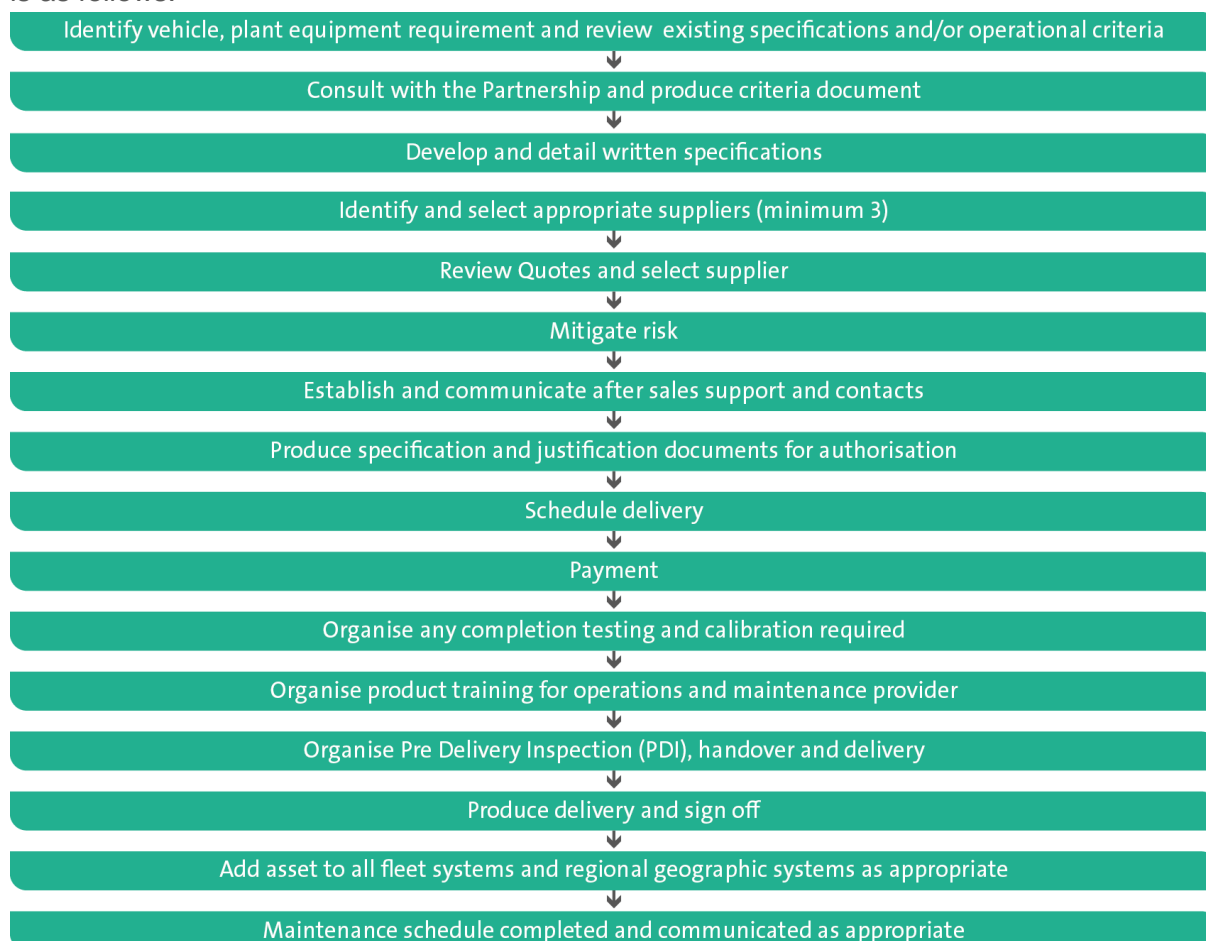 is as follows:
Identify vehicle, plant equipment requirement and review existing specifications and/or operational criteria
Consult with the Partnership and produce criteria document
Develop and detail written specifications
Identify and select appropriate suppliers (minimum 3)
Review Quotes and select supplier
Mitigate risk
Establish and communicate after sales support and contacts
Produce specification and justification documents for authorisation
Schedule delivery
Payment
Organise any completion testing and calibration required
Organise product training for operations and maintenance provider
Organise Pre Delivery Inspection (PDI), handover and delivery
Produce delivery and sign off
Add asset to all fleet systems and regional geographic systems as appropriate
Maintenance schedule completed and communicated as appropriate